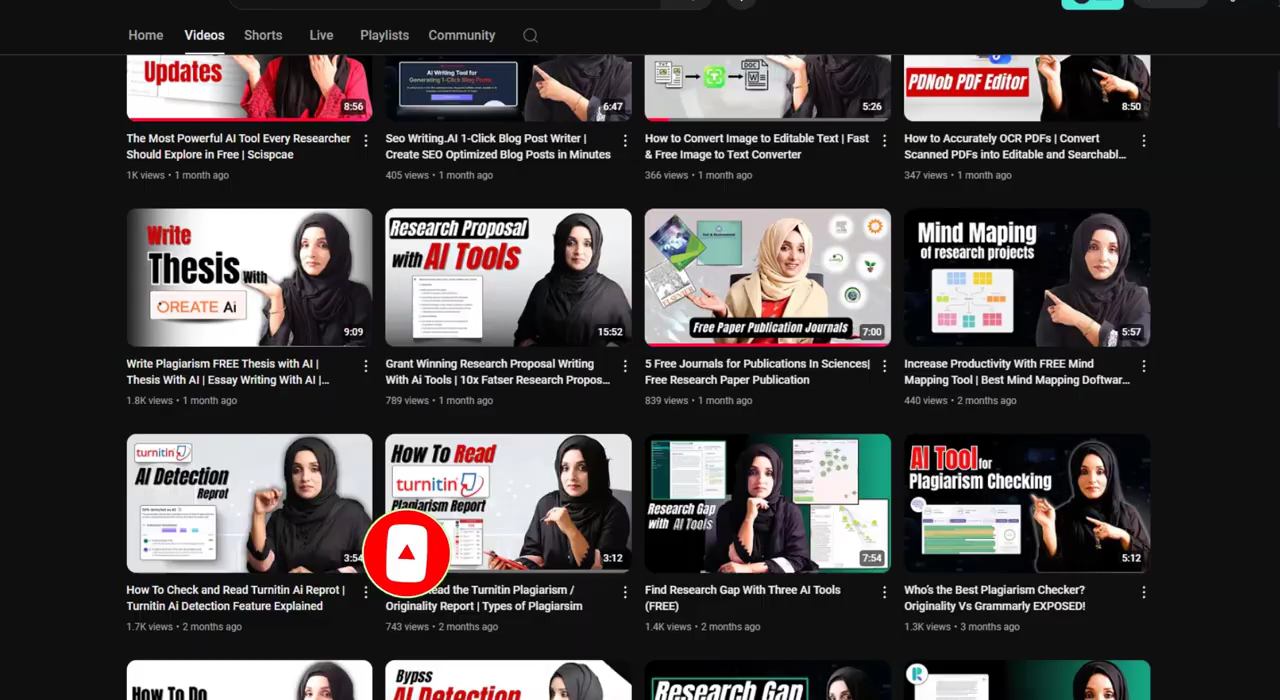 Home Videos Shorts Live Playlists Community
Updates
8:56
AI Writing Tool for
Generating 1-Click Blog Posts
6:47
DOC
5:26
PDNob PDF Editor
8:50
The Most Powerful AI Tool Every Researcher
Should Explore in Free | Scispcae
1K views • 1 month ago
Seo Writing.AI 1-Click Blog Post Writer |
Create SEO Optimized Blog Posts in Minutes
405 views • 1 month ago
How to Convert Image to Editable Text | Fast
& Free Image to Text Converter
366 views • 1 month ago
How to Accurately OCR PDFs | Convert
Scanned PDFs into Editable and Searchabl...
347 views • 1 month ago
Write
Thesis With
OREATE Ai
9:09
Research Proposal
with AI Tools
15:52
ELSEVIER
Free Paper Publication Journals
7:00
Mind Maping
of research projects
5:57
Write Plagiarism FREE Thesis with AI |
Thesis With AI | Essay Writing With AI |...
1.8K views • 1 month ago
Grant Winning Research Proposal Writing
With Ai Tools | 10x Fatser Research Propos...
789 views • 1 month ago
5 Free Journals for Publications In Sciences|
Free Research Paper Publication
839 views • 1 month ago
Increase Productivity With FREE Mind
Mapping Tool | Best Mind Mapping Doftwar...
440 views • 2 months ago
turnitin
AI Detection
Reprot
3:54
How To Read
turnitin
Plagiarism Report
3:12
Research Gap
with AI Tools
7:54
AI Tool for
Plagiarism Checking
5:12
How To Check and Read Turnitin Ai Reprot |
Turnitin Ai Detection Feature Explained
1.7K views • 2 months ago
ead the Turnitin Plagiarism /
Originality Report | Types of Plagiarsim
743 views • 2 months ago
Find Research Gap With Three AI Tools
(FREE)
1.4K views • 2 months ago
Who's the Best Plagiarism Checker?
Originality Vs Grammarly EXPOSED!
1.3K views • 3 months ago
How To Do
Bypss
AI Detection
Research Gap
R